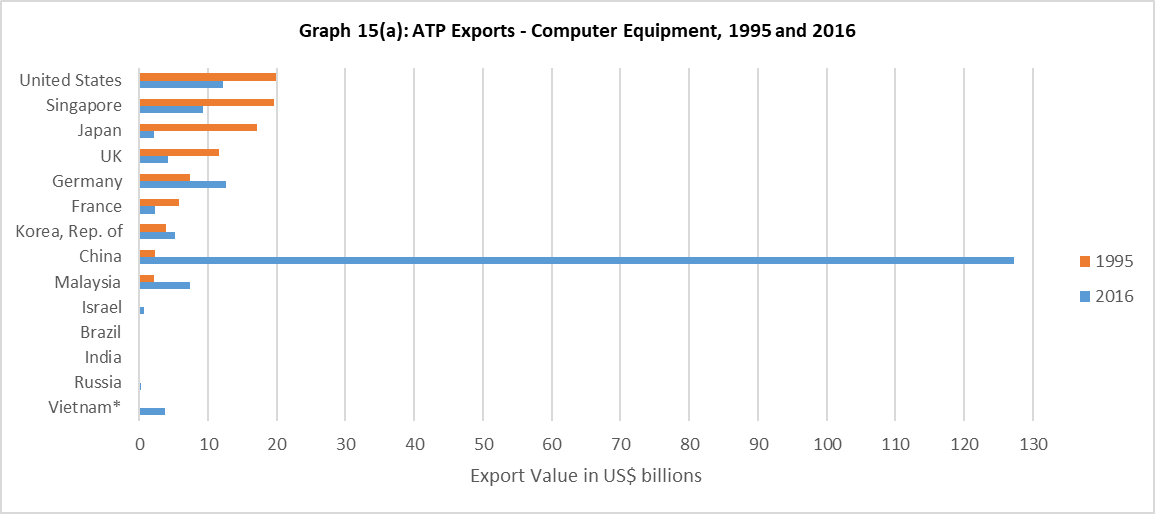 Graph 15(a): ATP Exports - Computer Equipment, 1995 and 2016
United States
Singapore
Japan
UK
Germany
France
Korea, Rep. of
China
Malaysia
Israel
Brazil
India
Russia
Vietnam*
1995
2016
0 10 20 30 40 50 60 70 80 90 100 110 120 130
Export Value in US$ billions